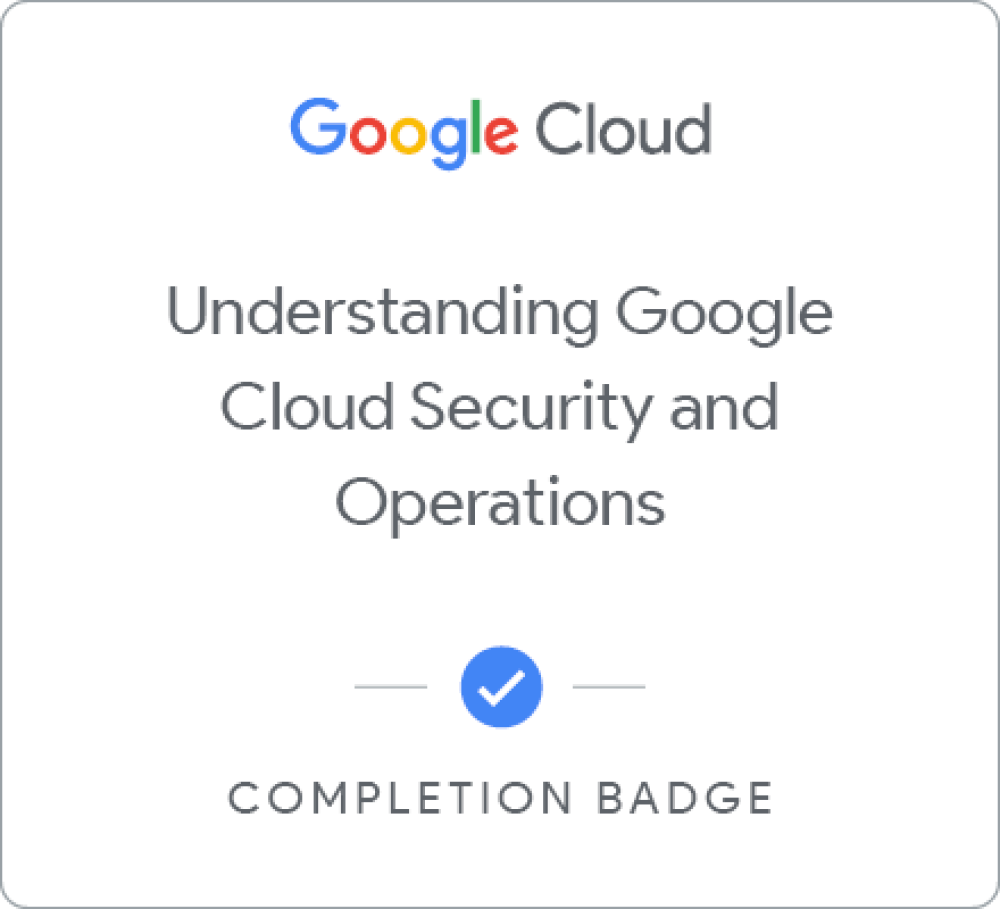 Google Cloud
Understanding Google
Cloud Security and
Operations
COMPLETION BADGE